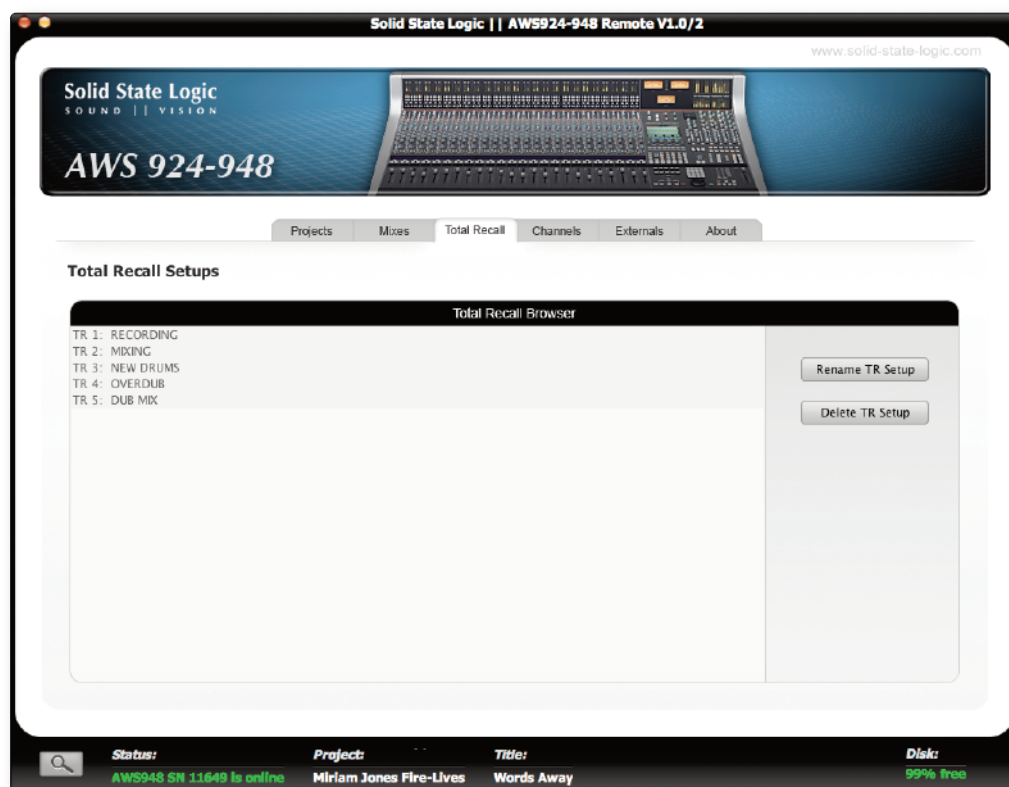 Solid State Logic || AWS924-948 Remote V1.0/2
www.solid-state-logic.com
Solid State Logic
SOUND || VISION
AWS 924-948
Projects Mixes Total Recall Channels Externals About
Total Recall Setups
Total Recall Browser
TR 1: RECORDING
TR 2: MIXING
TR 3: NEW DRUMS
TR 4: OVERDUB
TR 5: DUB MIX
Rename TR Setup
Delete TR Setup
Status: Project: Title: Disk:
AWS948 SN 11649 is online Miriam Jones Fire-Lives Words Away 99% free